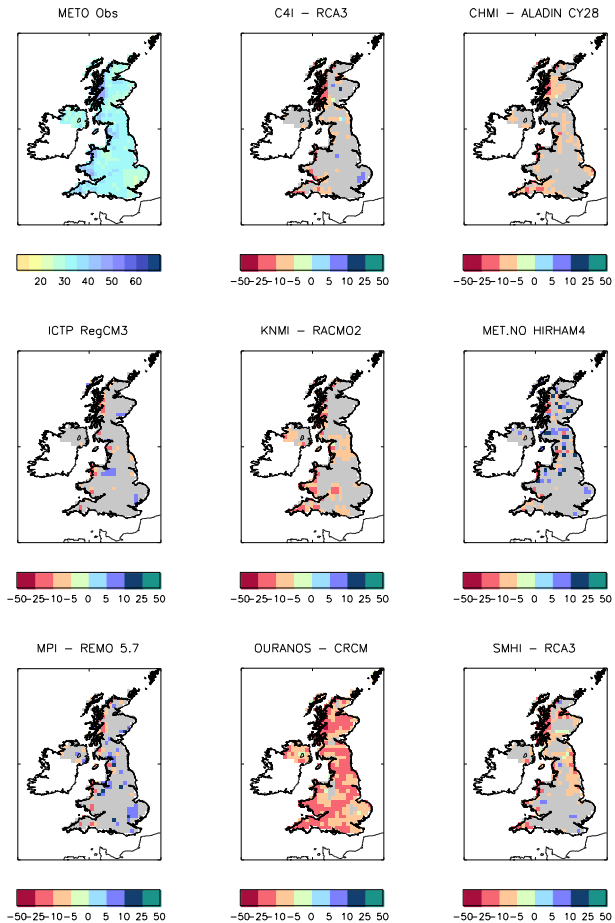 METO Obs
C4I − RCA3
CHMI − ALADIN CY28
20 30 40 50 60
−50−25−10 −5 0 5 10 25 50
−50−25−10 −5 0 5 10 25 50
ICTP RegCM3
KNMI − RACMO2
MET.NO HIRHAM4
−50−25−10 −5 0 5 10 25 50
−50−25−10 −5 0 5 10 25 50
−50−25−10 −5 0 5 10 25 50
MPI − REMO 5.7
OURANOS − CRCM
SMHI − RCA3
−50−25−10 −5 0 5 10 25 50
−50−25−10 −5 0 5 10 25 50
−50−25−10 −5 0 5 10 25 50